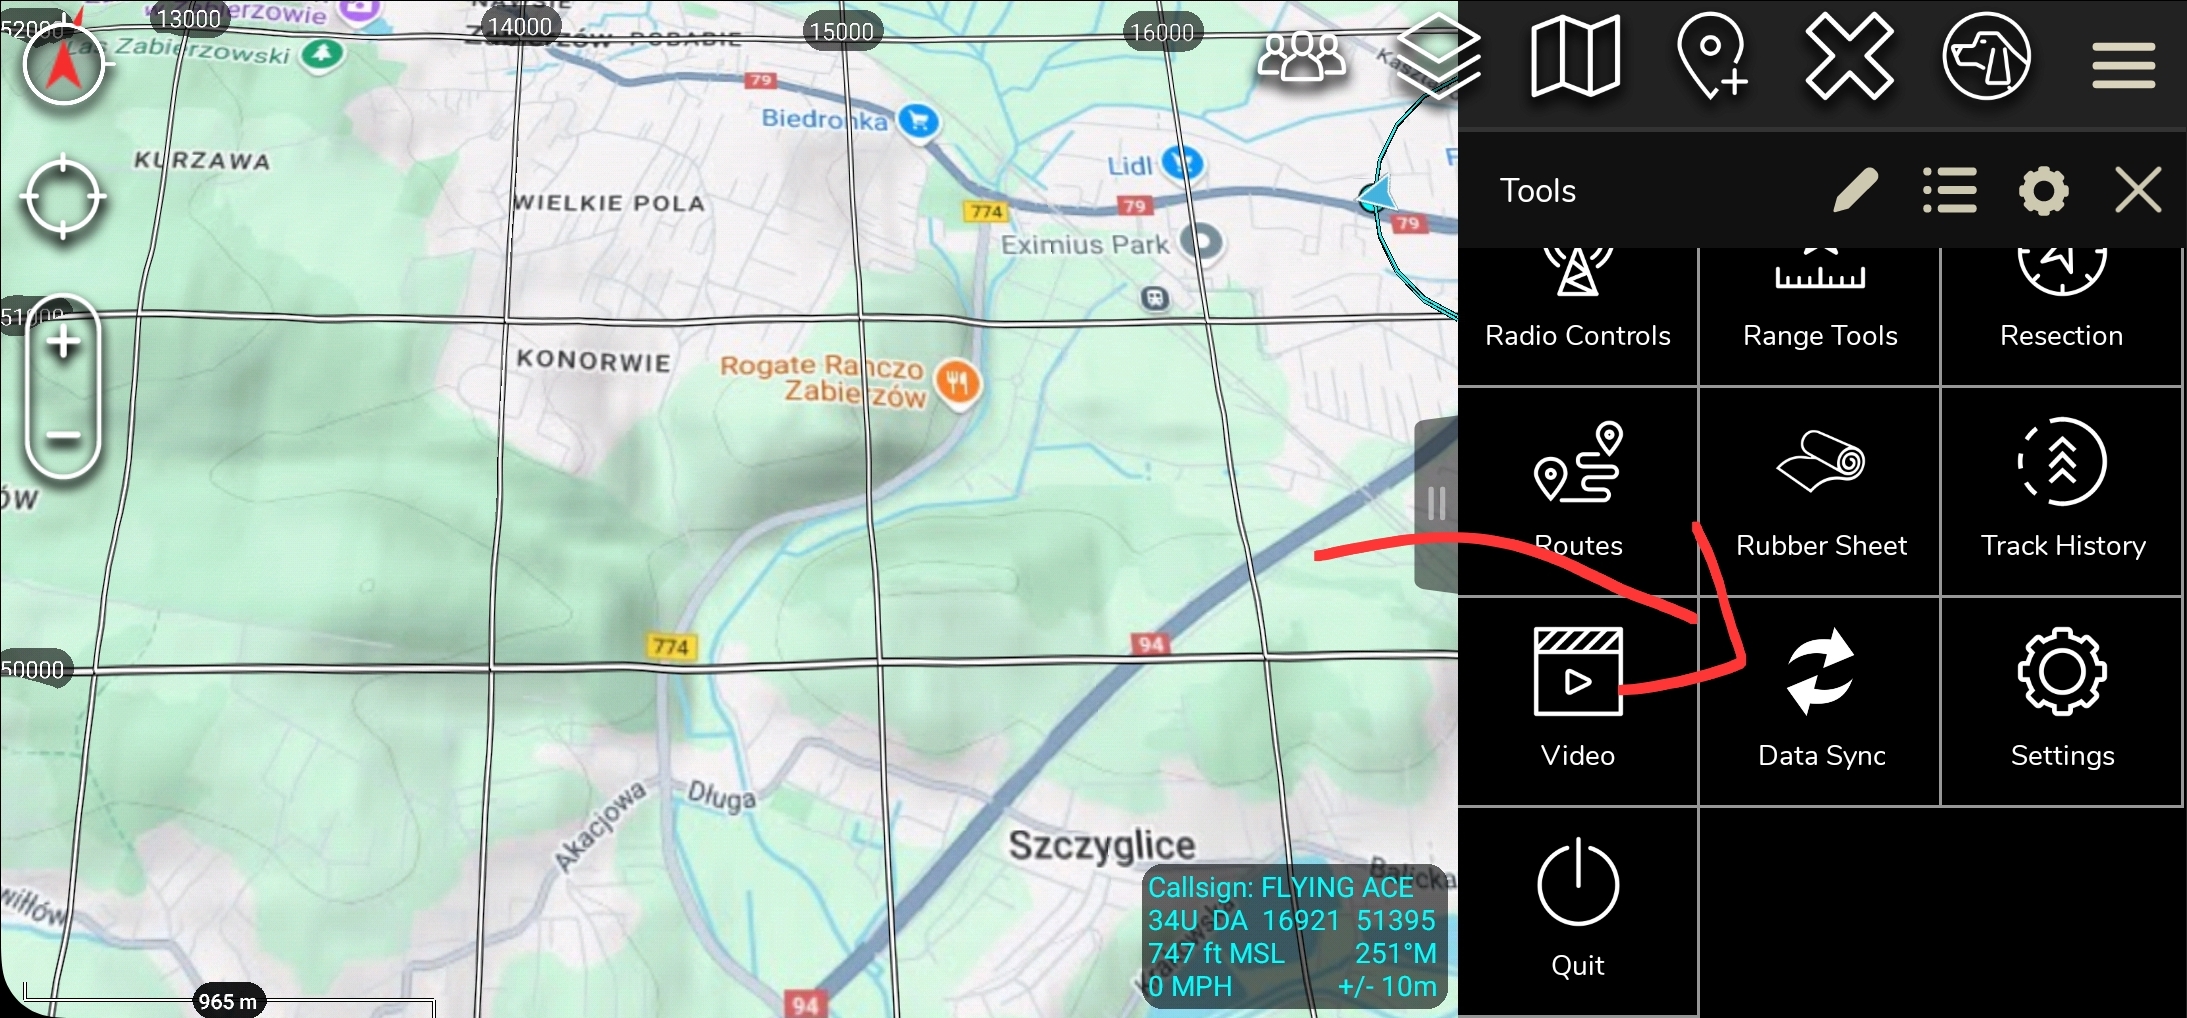 52000
13000
14000
15000
16000
Zabierzowie
Las Zabierzowski
PODADIE
79
Biedronka
KURZAWA
Lidl
WIELKIE POLA
774
79
79
Eximius Park
51000
KONORWIE
Rogate Ranczo
Zabierzów
ÓW
50000
774
94
Długa
Akacjowa
Szczyglice
Balicka
Callsign: FLYING ACE
34U DA 16921 51395
747 ft MSL 251°M
0 MPH +/- 10m
965 m
94
Tools
Radio Controls
Range Tools
Resection
Routes
Rubber Sheet
Track History
Video
Data Sync
Settings
Quit